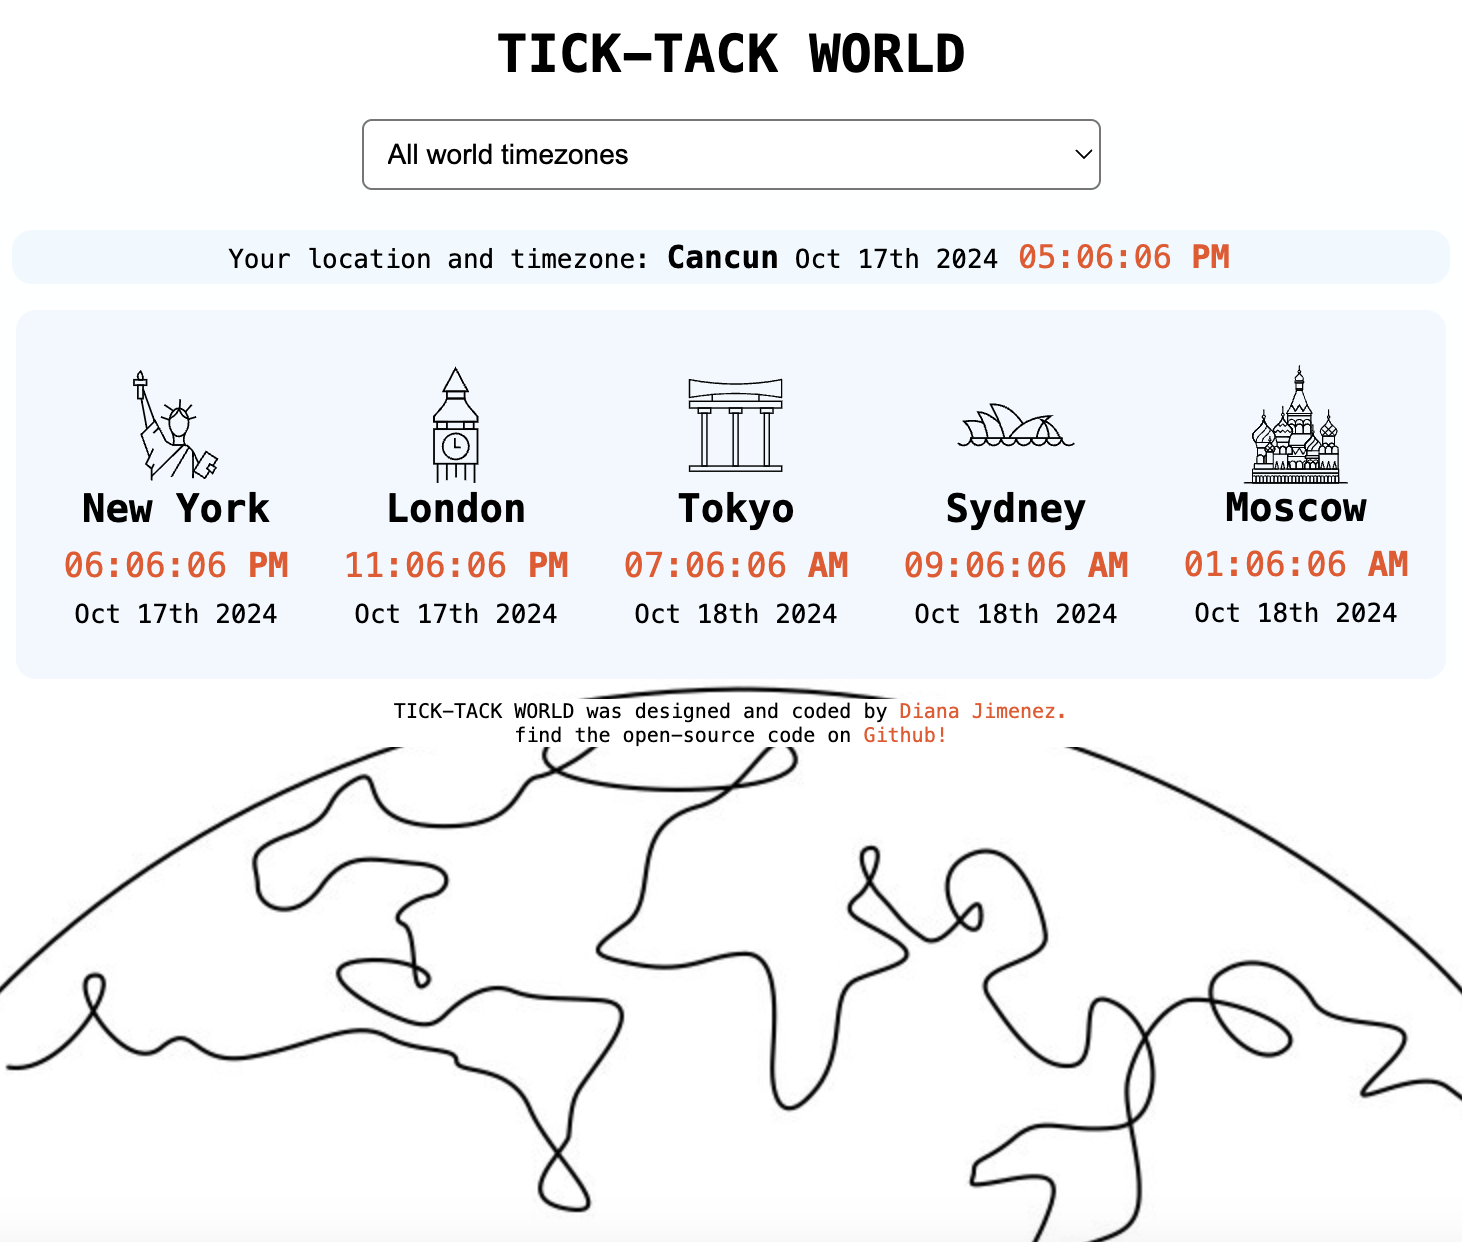 TICK-TACK WORLD
All world timezones
Your location and timezone: Cancun Oct 17th 2024 05:06:06 PM
New York London Tokyo Sydney Moscow
06:06:06 PM 11:06:06 PM 07:06:06 AM 09:06:06 AM 01:06:06 AM
Oct 17th 2024 Oct 17th 2024 Oct 18th 2024 Oct 18th 2024 Oct 18th 2024
TICK-TACK WORLD was designed and coded by Diana Jimenez.
find the open-source code on Github!